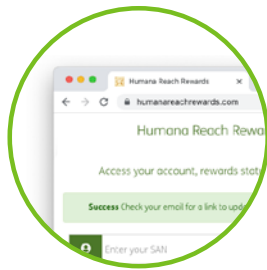 Humana Reach Rewards
humanareachrewards.com
Humana Reach
Access your account, rewards
Success Check your email for a link to
Enter your SAN